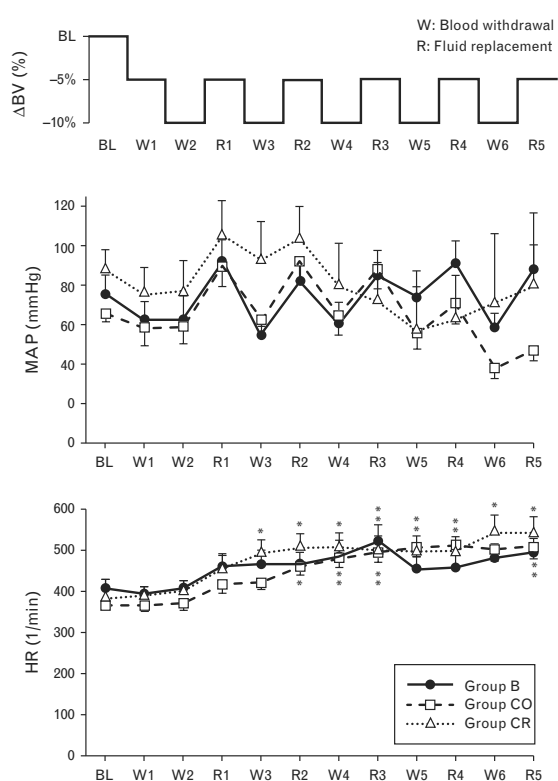 W: Blood withdrawal
R: Fluid replacement
ΔBV (%)
BL
−5%
−10%
BL W1 W2 R1 W3 R2 W4 R3 W5 R4 W6 R5
MAP (mmHg)
120
100
80
60
40
0
0
BL W1 W2 R1 W3 R2 W4 R3 W5 R4 W6 R5
HR (1/min)
600
500
400
300
200
100
0
* * * * * * * * * * *
* * * * * * * *
Group B
Group CO
Group CR
BL W1 W2 R1 W3 R2 W4 R3 W5 R4 W6 R5